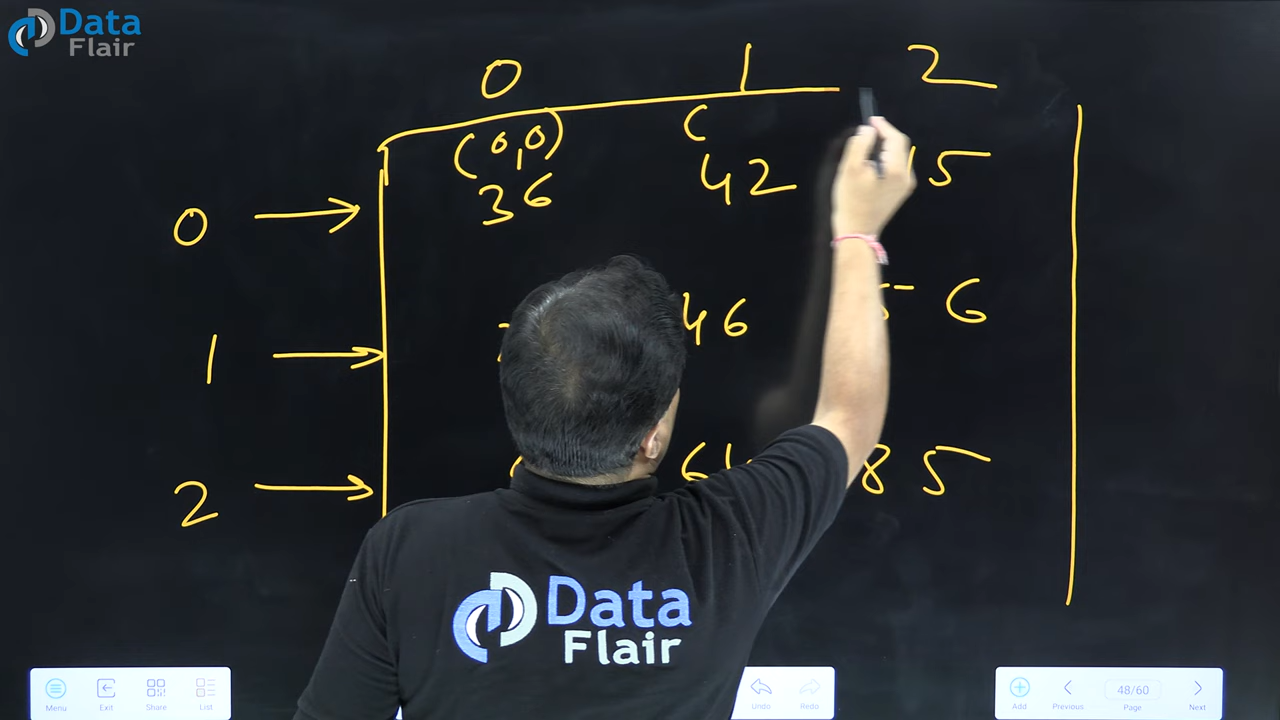 Data
Flair
0 1 2
(0,0) (
0 → 36 42 5
1 → 46 6
2 → 85
Data
Flair
Menu Exit Share List Undo Redo Add Previous 48/60 Page Next